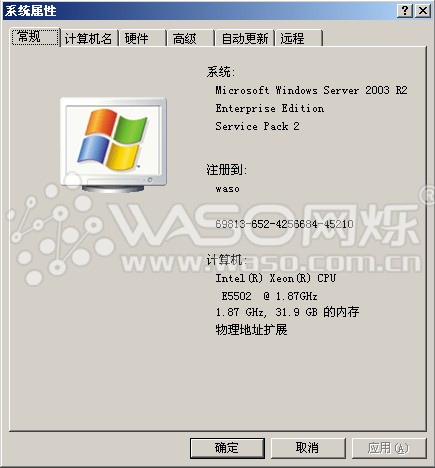 系统属性
常规 计算机名 硬件 高级 自动更新 远程
系统:
Microsoft Windows Server 2003 R2
Enterprise Edition
Service Pack 2
注册到:
waso
69813-652-4256684-45210
WASO网烁
www.waso.com.cn
计算机:
Intel(R) Xeon(R) CPU
E5502 @ 1.87GHz
1.87 GHz, 31.9 GB 的内存
物理地址扩展
确定 取消 应用(A)